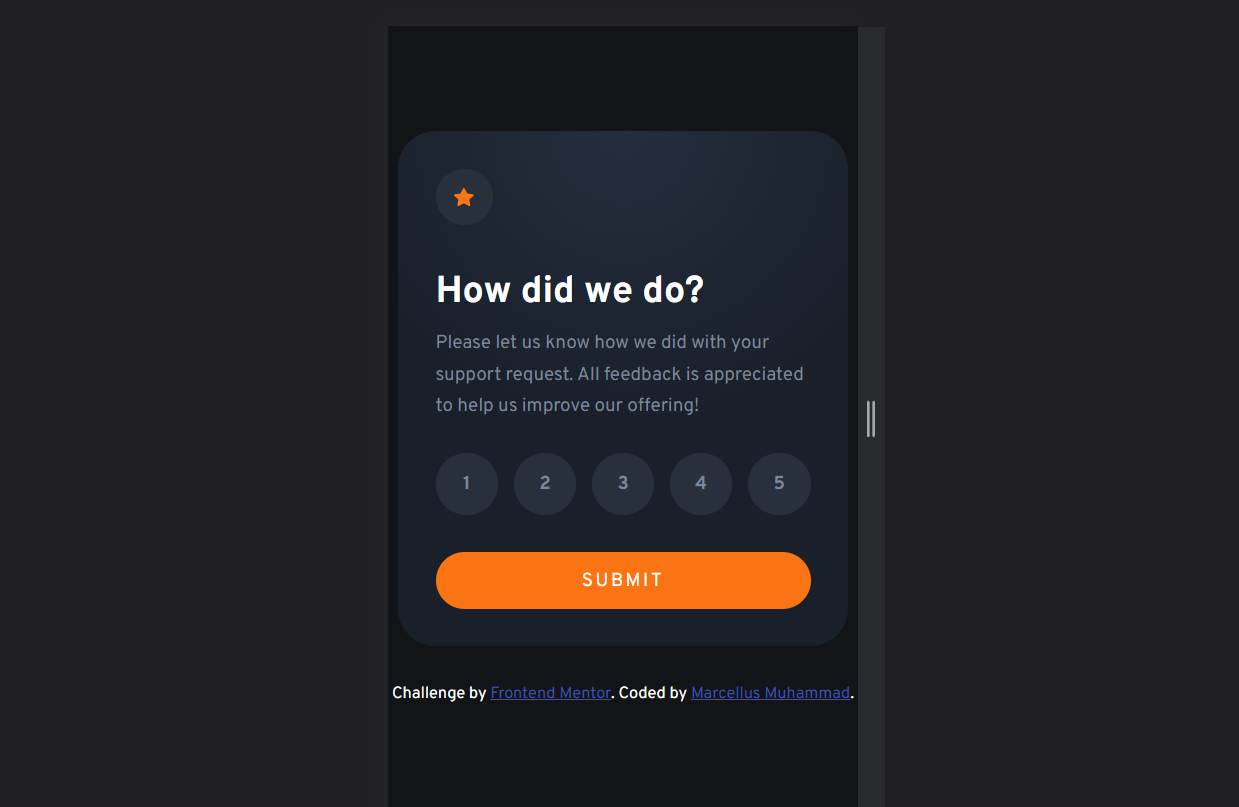 How did we do?
Please let us know how we did with your
support request. All feedback is appreciated
to help us improve our offering!
1 2 3 4 5
SUBMIT
Challenge by Frontend Mentor. Coded by Marcellus Muhammad.